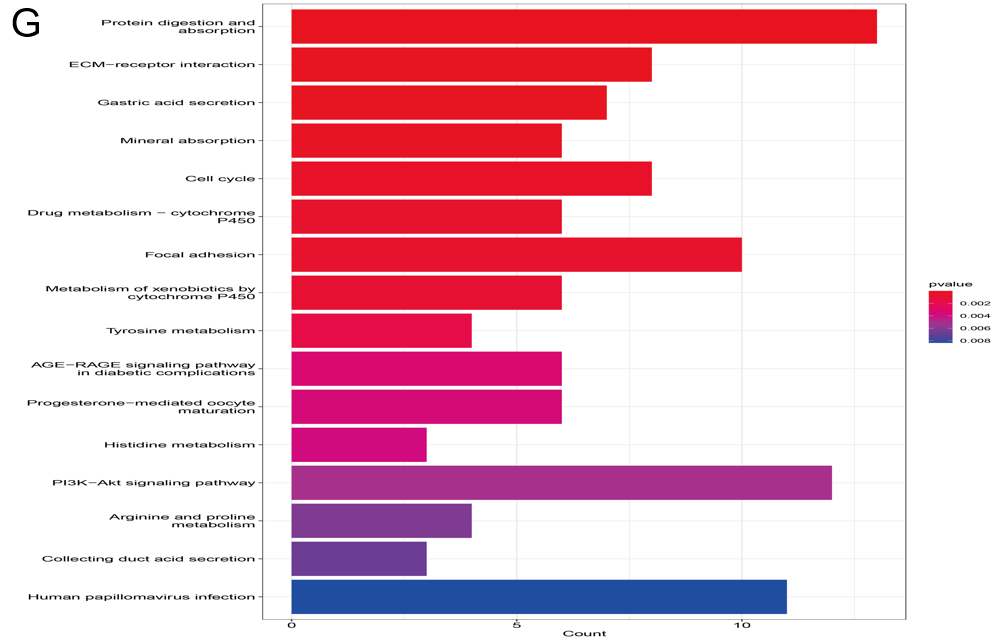 G
Protein digestion and
absorption
ECM−receptor interaction
Gastric acid secretion
Mineral absorption
Cell cycle
Drug metabolism − cytochrome
P450
Focal adhesion
Metabolism of xenobiotics by
cytochrome P450
Tyrosine metabolism
AGE−RAGE signaling pathway
in diabetic complications
Progesterone−mediated oocyte
maturation
Histidine metabolism
PI3K−Akt signaling pathway
Arginine and proline
metabolism
Collecting duct acid secretion
Human papillomavirus infection
0 5 10
Count
pvalue
0.002
0.004
0.006
0.008